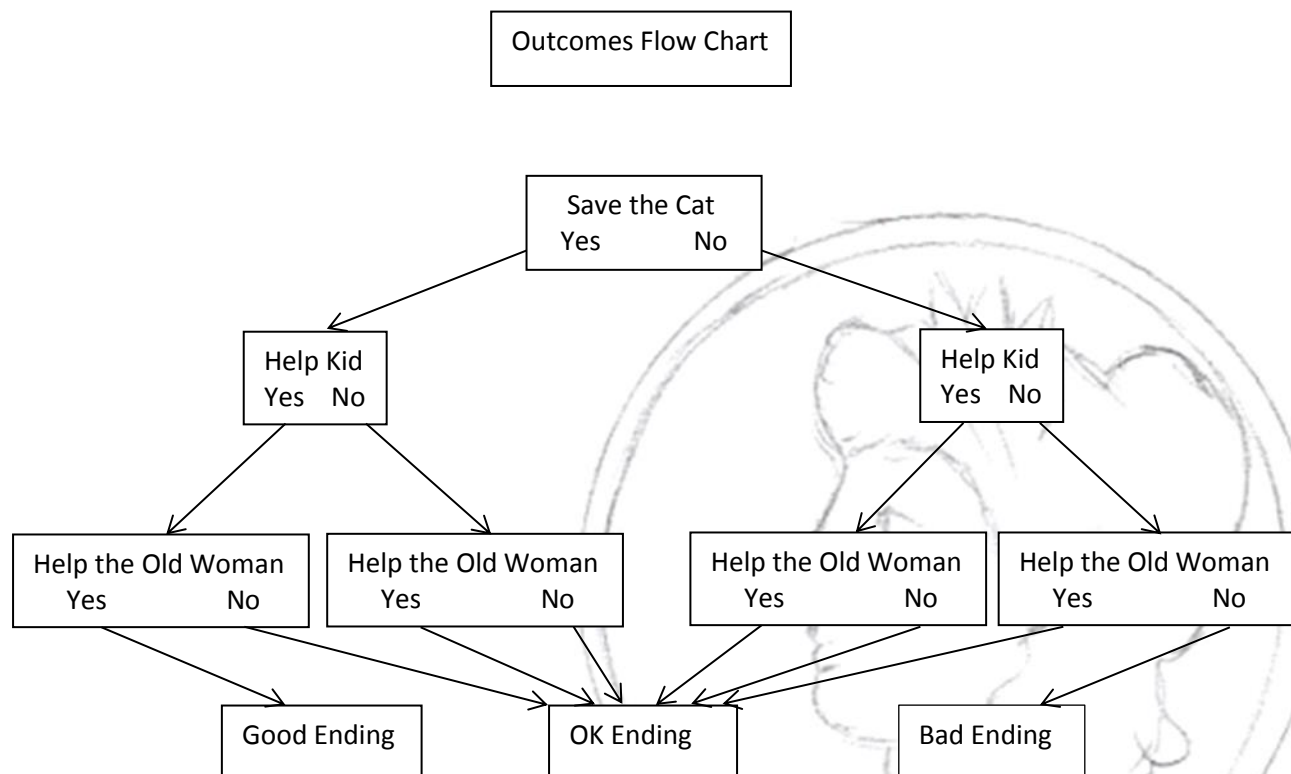 Outcomes Flow Chart
Save the Cat
Yes No
Help Kid
Yes No
Help Kid
Yes No
Help the Old Woman
Yes No
Help the Old Woman
Yes No
Help the Old Woman
Yes No
Help the Old Woman
Yes No
Good Ending
OK Ending
Bad Ending